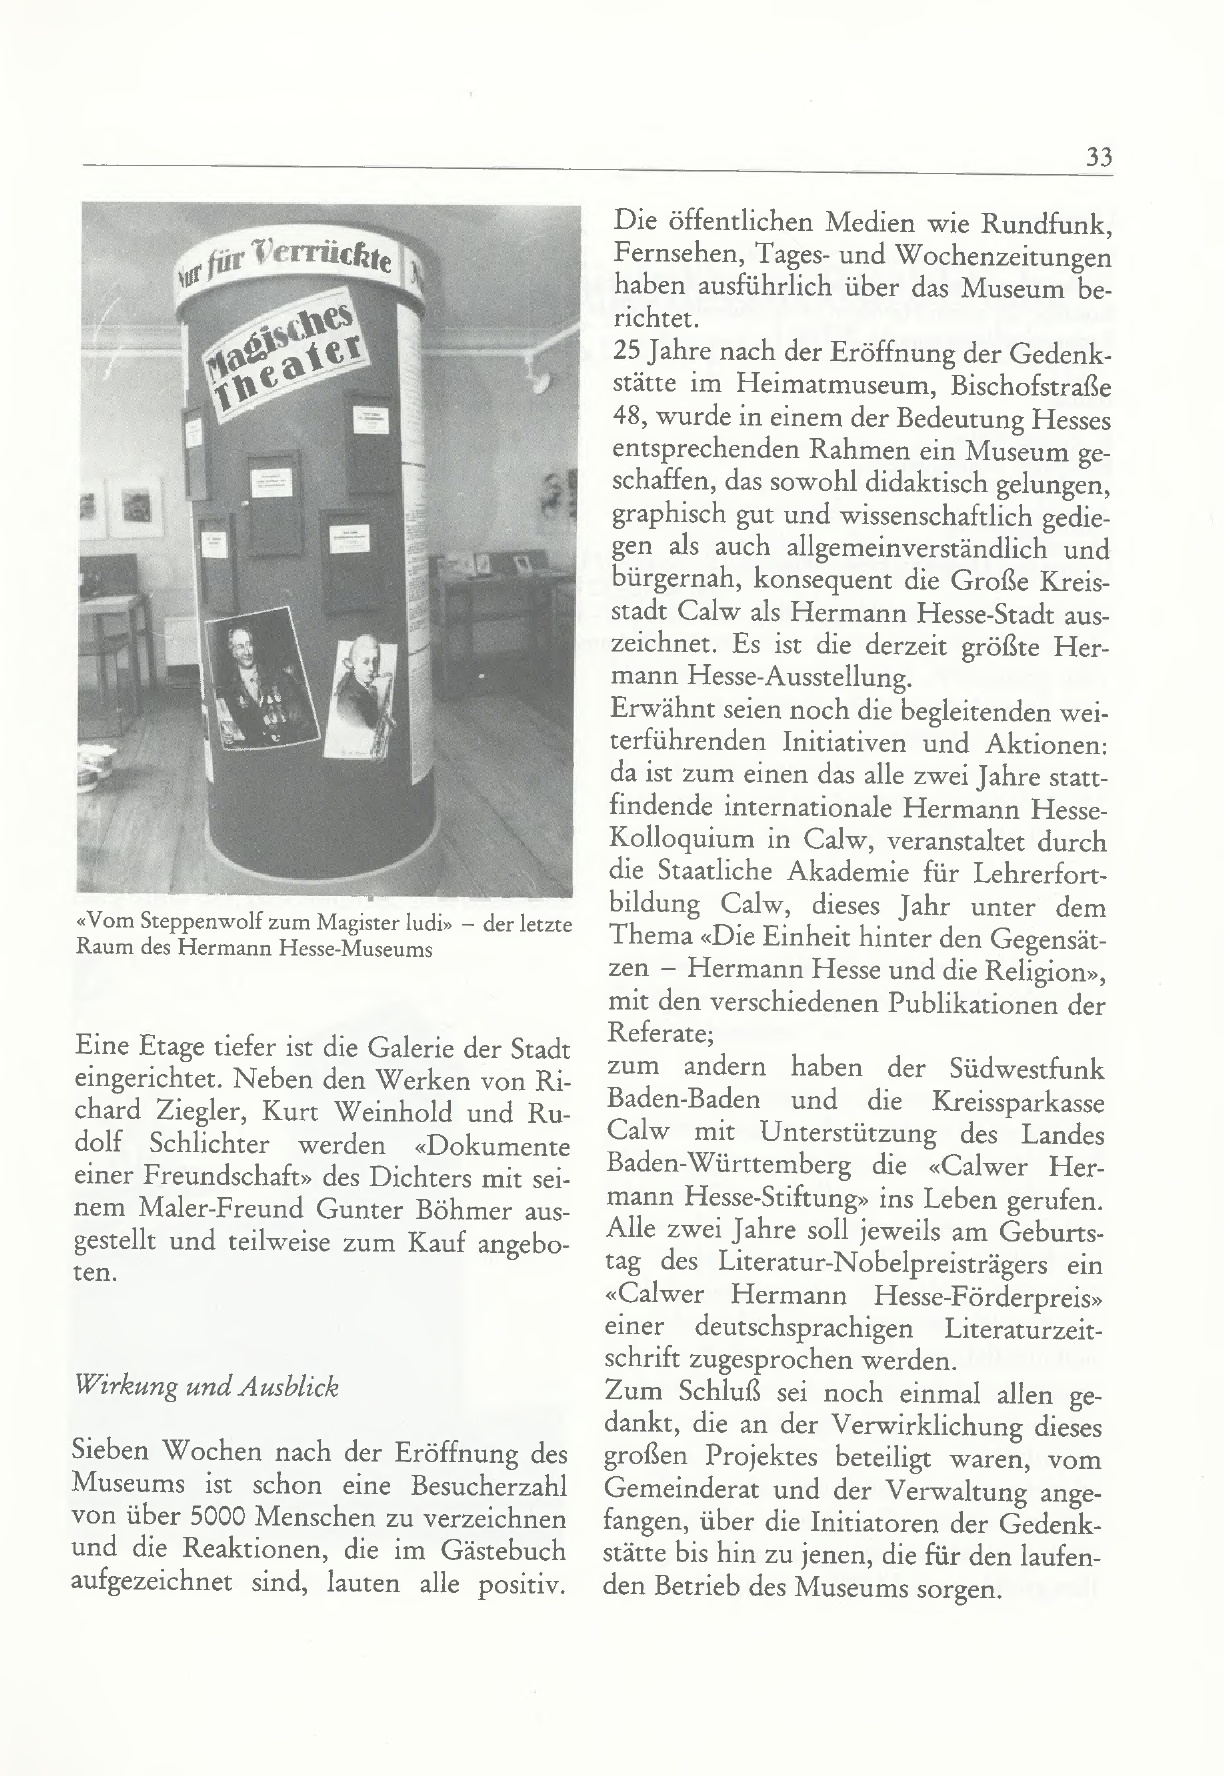 33
Nur für Verrückte
Magisches
Theater
«Vom Steppenwolf zum Magister ludi» – der letzte
Raum des Hermann Hesse-Museums
Eine Etage tiefer ist die Galerie der Stadt
eingerichtet. Neben den Werken von Ri-
chard Ziegler, Kurt Weinhold und Ru-
dolf Schlichter werden «Dokumente
einer Freundschaft» des Dichters mit sei-
nem Maler-Freund Gunter Böhmer aus-
gestellt und teilweise zum Kauf angebo-
ten.
Wirkung und Ausblick
Sieben Wochen nach der Eröffnung des
Museums ist schon eine Besucherzahl
von über 5000 Menschen zu verzeichnen
und die Reaktionen, die im Gästebuch
aufgezeichnet sind, lauten alle positiv.
Die öffentlichen Medien wie Rundfunk,
Fernsehen, Tages- und Wochenzeitungen
haben ausführlich über das Museum be-
richtet.
25 Jahre nach der Eröffnung der Gedenk-
stätte im Heimatmuseum, Bischofstraße
48, wurde in einem der Bedeutung Hesses
entsprechenden Rahmen ein Museum ge-
schaffen, das sowohl didaktisch gelungen,
graphisch gut und wissenschaftlich gedie-
gen als auch allgemeinverständlich und
bürgernah, konsequent die Große Kreis-
stadt Calw als Hermann Hesse-Stadt aus-
zeichnet. Es ist die derzeit größte Her-
mann Hesse-Ausstellung.
Erwähnt seien noch die begleitenden wei-
terführenden Initiativen und Aktionen:
da ist zum einen das alle zwei Jahre statt-
findende internationale Hermann Hesse-
Kolloquium in Calw, veranstaltet durch
die Staatliche Akademie für Lehrerfort-
bildung Calw, dieses Jahr unter dem
Thema «Die Einheit hinter den Gegensät-
zen – Hermann Hesse und die Religion»,
mit den verschiedenen Publikationen der
Referate;
zum andern haben der Südwestfunk
Baden-Baden und die Kreissparkasse
Calw mit Unterstützung des Landes
Baden-Württemberg die «Calwer Her-
mann Hesse-Stiftung» ins Leben gerufen.
Alle zwei Jahre soll jeweils am Geburts-
tag des Literatur-Nobelpreisträgers ein
«Calwer Hermann Hesse-Förderpreis»
einer deutschsprachigen Literaturzeit-
schrift zugesprochen werden.
Zum Schluß sei noch einmal allen ge-
dankt, die an der Verwirklichung dieses
großen Projektes beteiligt waren, vom
Gemeinderat und der Verwaltung ange-
fangen, über die Initiatoren der Gedenk-
stätte bis hin zu jenen, die für den laufen-
den Betrieb des Museums sorgen.